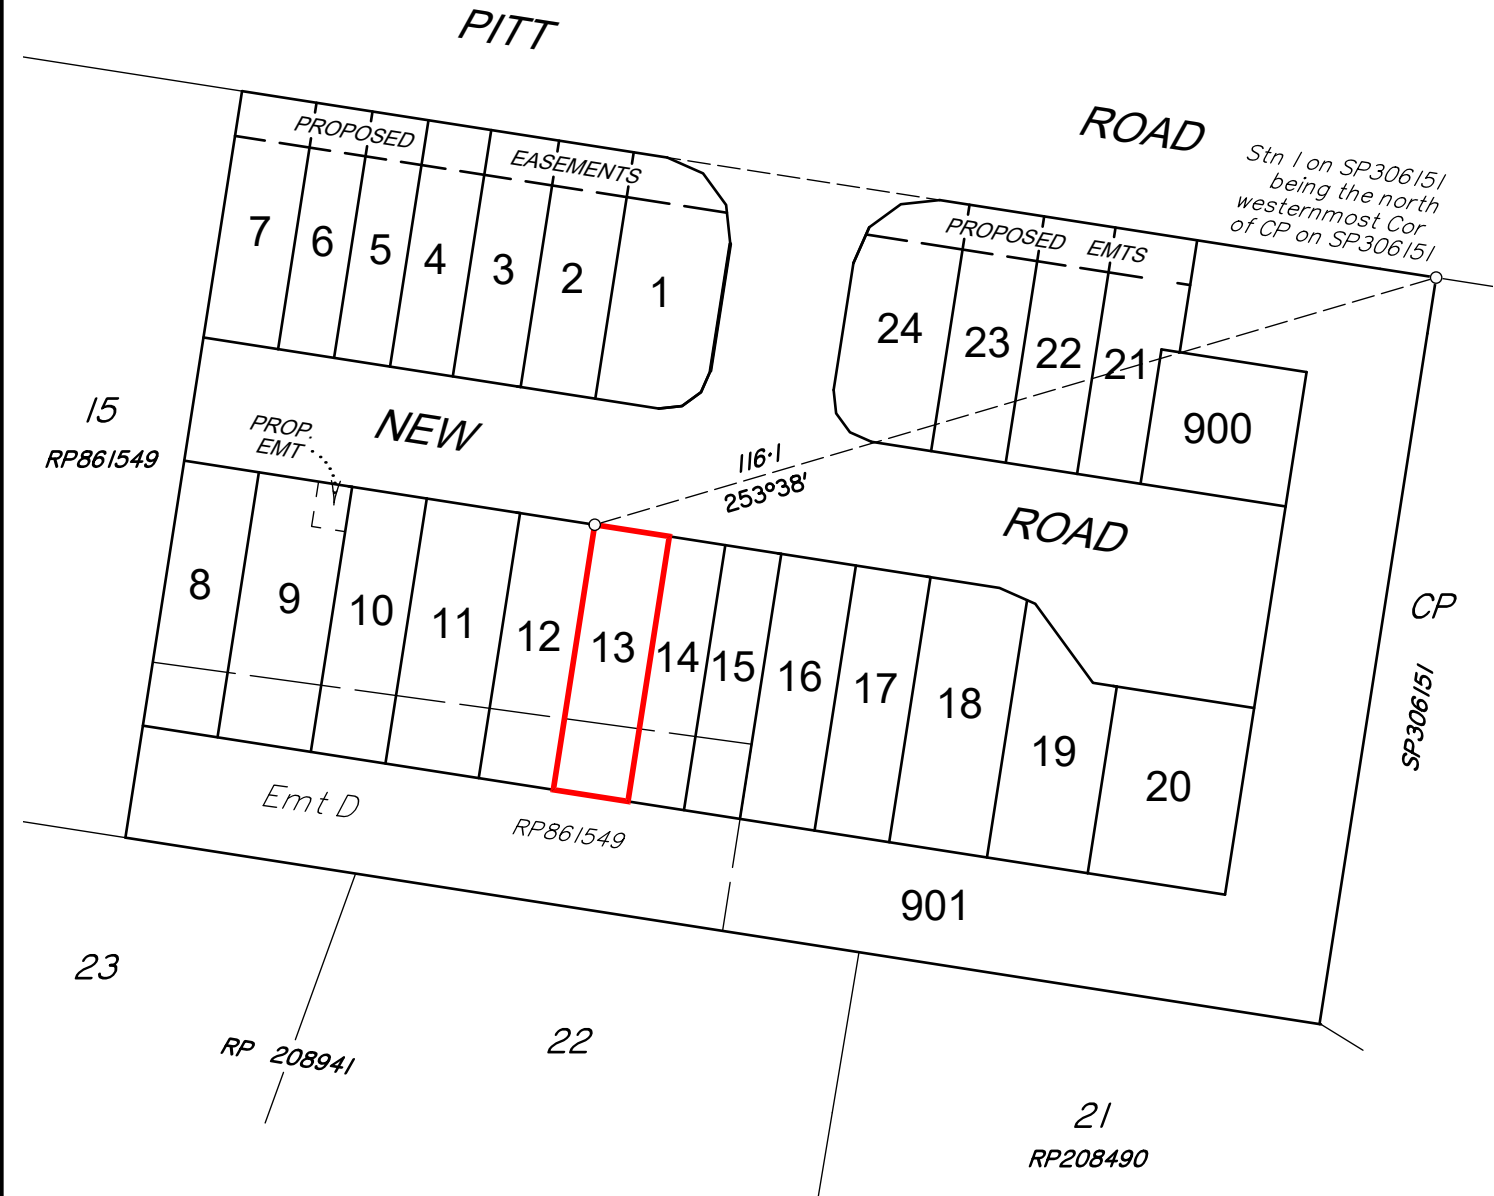 PITT
ROAD
Stn 1 on SP306151
being the north
westernmost Cor
of CP on SP306151
PROPOSED
EASEMENTS
PROPOSED EMTS
7
6
5
4
3
2
1
24
23
22
21
900
15
RP861549
PROP.
EMT
NEW
116·1
253°38'
ROAD
8
9
10
11
12
13
14
15
16
17
18
19
20
CP
SP306151
Emt D
RP861549
901
23
22
RP 208941
21
RP208490